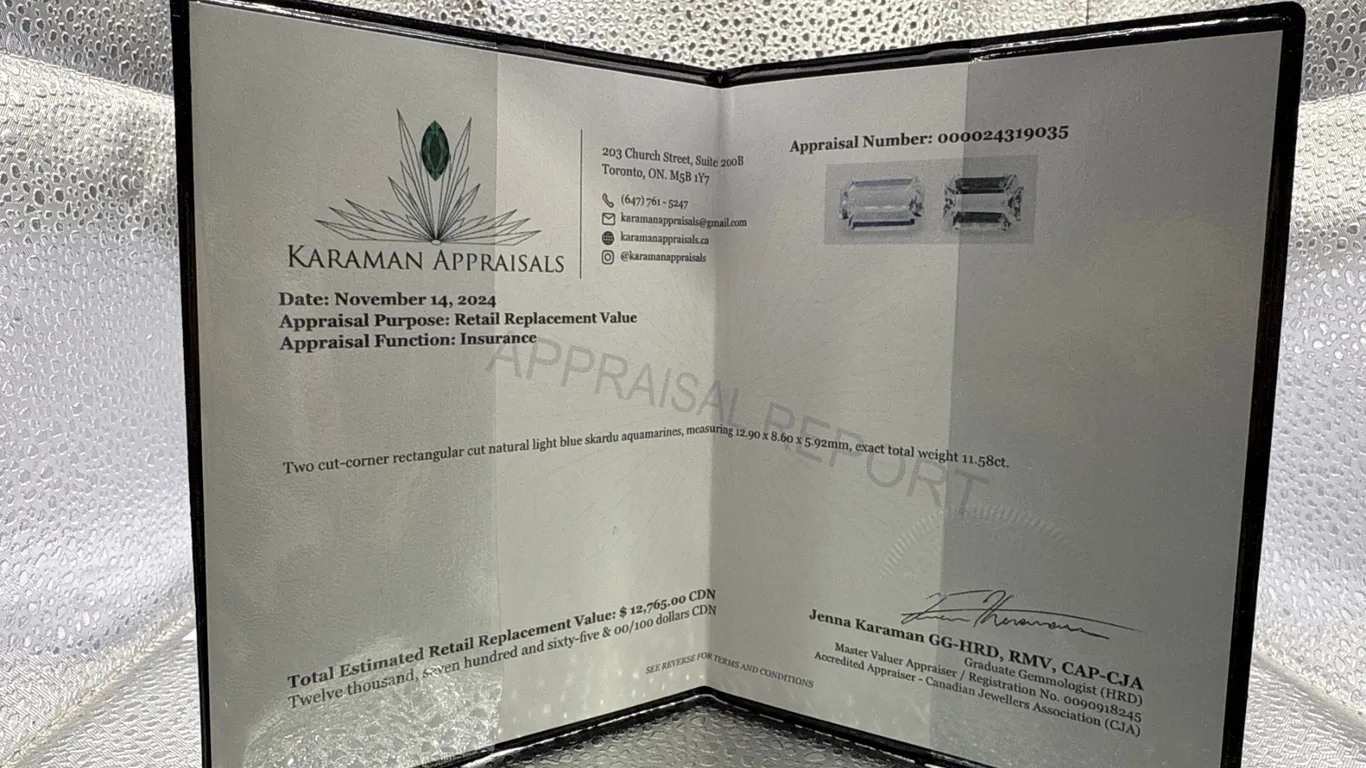 KARAMAN APPRAISALS
203 Church Street, Suite 200B
Toronto, ON. M5B 1Y7
(647) 761 - 5247
karamanappraisals@gmail.com
karamanappraisals.ca
@karamanappraisals
Appraisal Number: 000024319035
Date: November 14, 2024
Appraisal Purpose: Retail Replacement Value
Appraisal Function: Insurance
APPRAISAL REPORT
Two cut-corner rectangular cut natural light blue skardu aquamarines, measuring 12.90 x 8.60 x 5.92mm, exact total weight 11.58ct.
Total Estimated Retail Replacement Value: $ 12,765.00 CDN
Twelve thousand, seven hundred and sixty-five & 00/100 dollars CDN
SEE REVERSE FOR TERMS AND CONDITIONS
Jenna Karaman GG-HRD, RMV, CAP-CJA
Graduate Gemmologist (HRD)
Master Valuer Appraiser / Registration No. 0090918245
Accredited Appraiser - Canadian Jewellers Association (CJA)